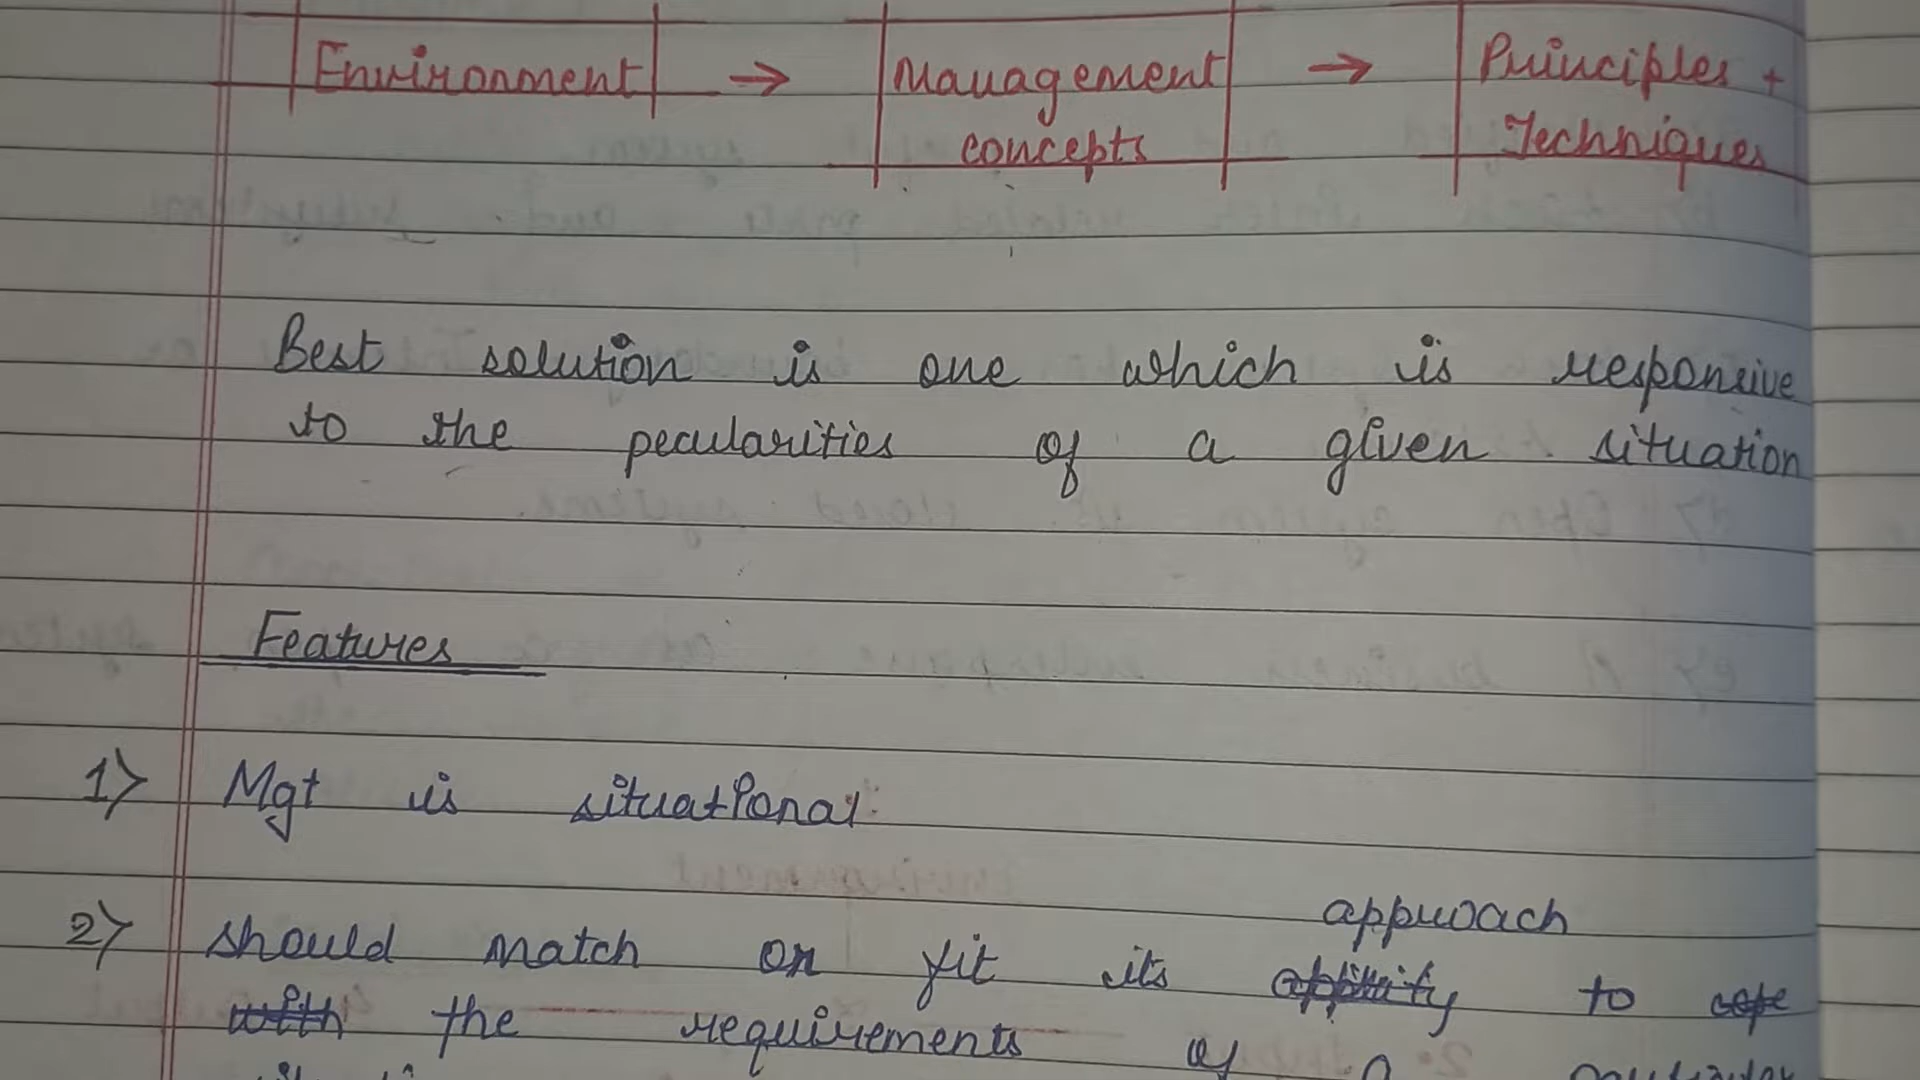 Environment → Management concepts → Principles + Techniques
Best solution is one which is responsive
to the pecularities of a given situation
Features
1) Mgt is situational
2) should match or fit its approach to
the requirements of a